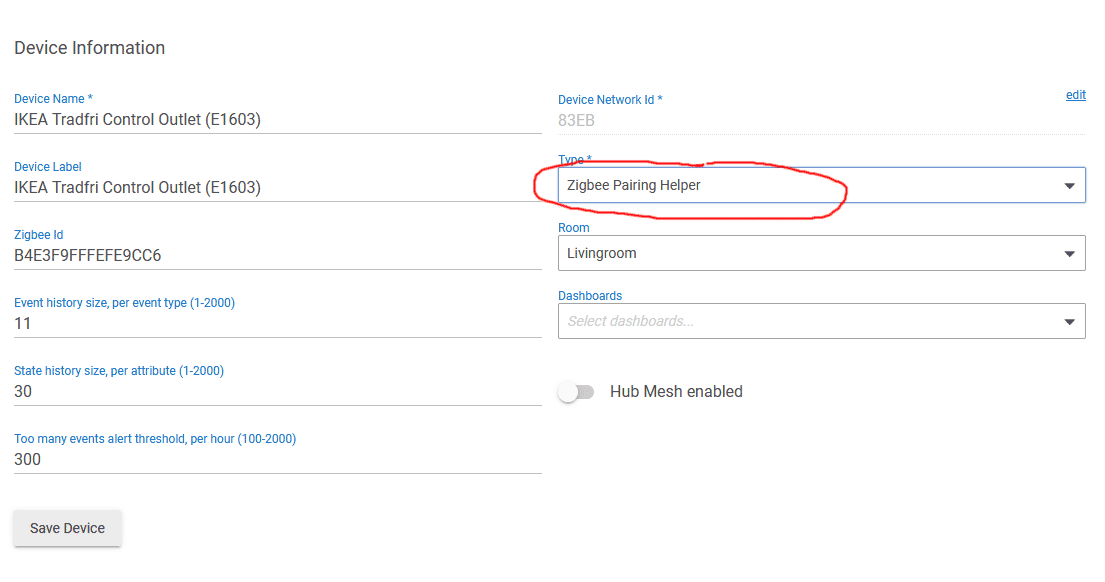 Device Information
Device Name *
IKEA Tradfri Control Outlet (E1603)
Device Label
IKEA Tradfri Control Outlet (E1603)
Zigbee Id
B4E3F9FFFEFE9CC6
Event history size, per event type (1-2000)
11
State history size, per attribute (1-2000)
30
Too many events alert threshold, per hour (100-2000)
300
Save Device
Device Network Id *
edit
83EB
Type *
Zigbee Pairing Helper
Room
Livingroom
Dashboards
Select dashboards...
Hub Mesh enabled